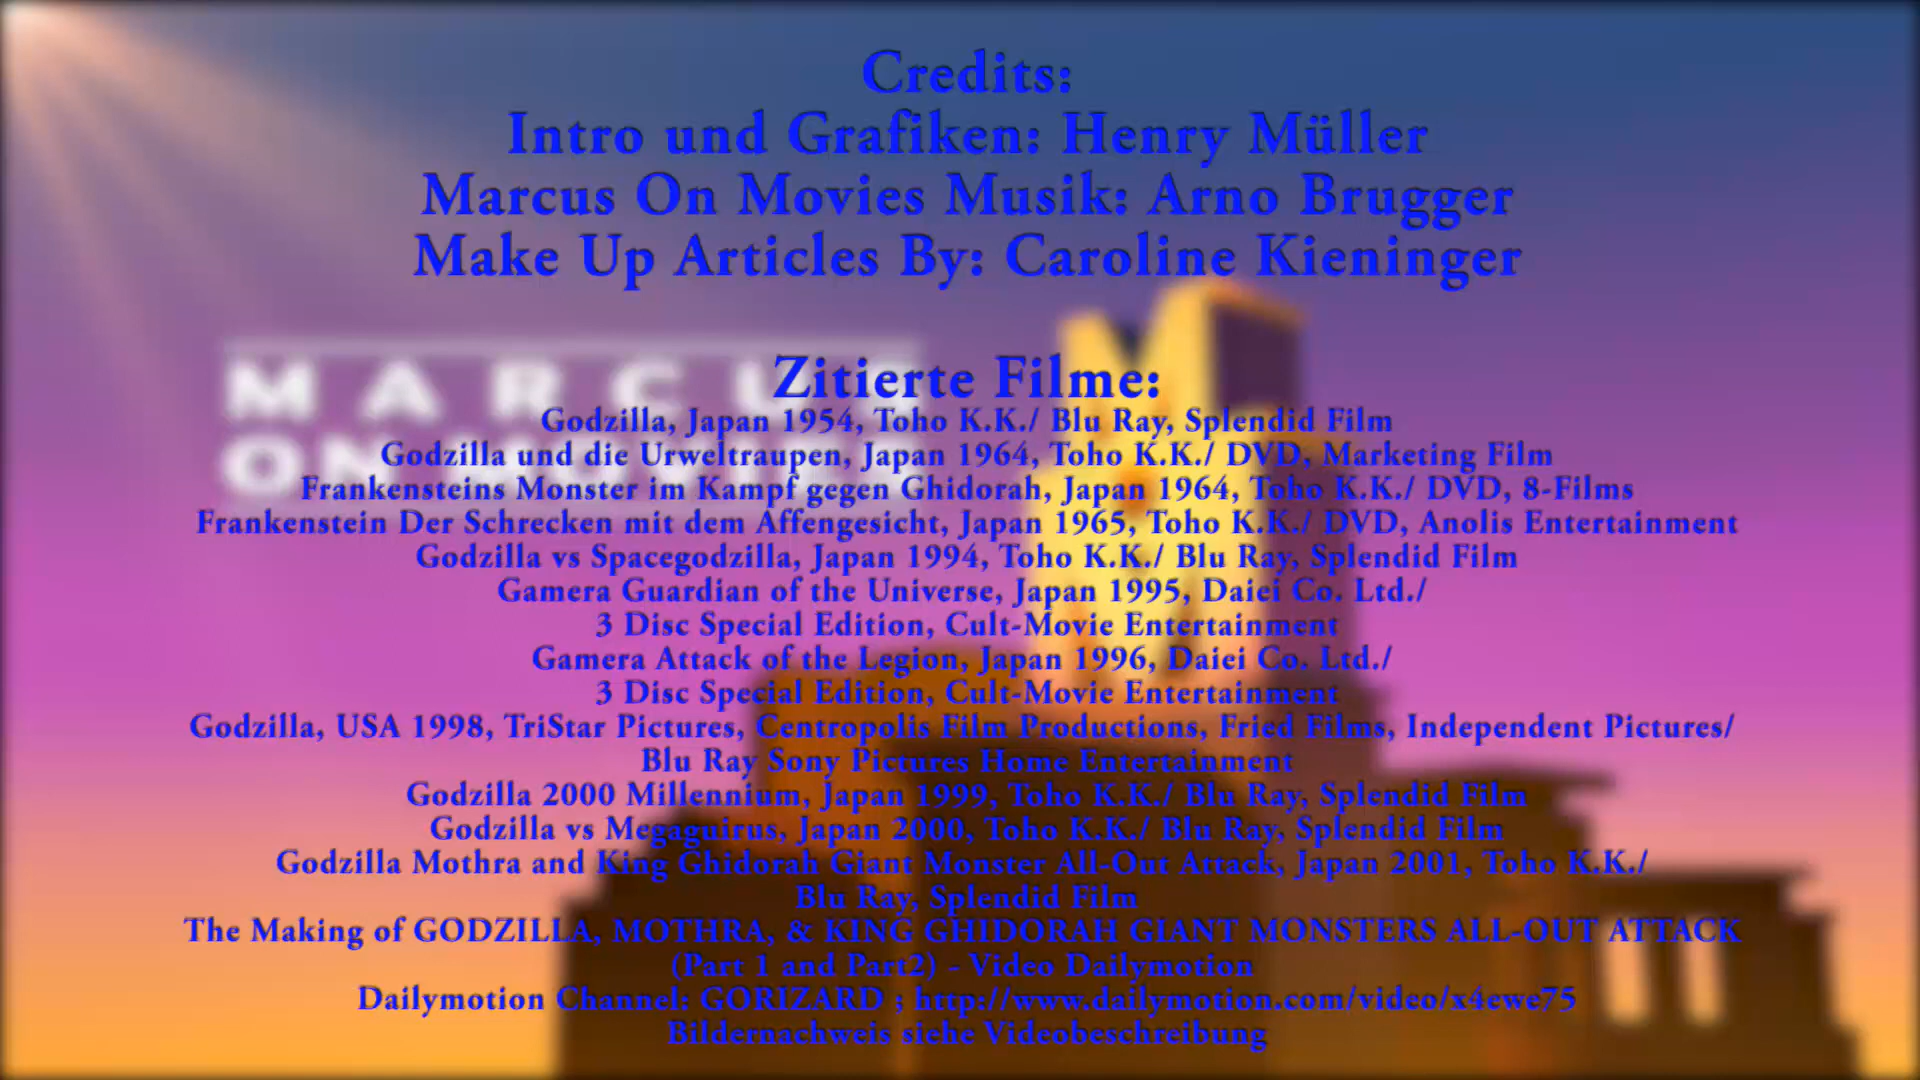 Credits:
Intro und Grafiken: Henry Müller
Marcus On Movies Musik: Arno Brugger
Make Up Articles By: Caroline Kieninger
MARCUS
ON MOVIES
Zitierte Filme:
Godzilla, Japan 1954, Toho K.K./ Blu Ray, Splendid Film
Godzilla und die Urweltraupen, Japan 1964, Toho K.K./ DVD, Marketing Film
Frankensteins Monster im Kampf gegen Ghidorah, Japan 1964, Toho K.K./ DVD, 8-Films
Frankenstein Der Schrecken mit dem Affengesicht, Japan 1965, Toho K.K./ DVD, Anolis Entertainment
Godzilla vs Spacegodzilla, Japan 1994, Toho K.K./ Blu Ray, Splendid Film
Gamera Guardian of the Universe, Japan 1995, Daiei Co. Ltd./
3 Disc Special Edition, Cult-Movie Entertainment
Gamera Attack of the Legion, Japan 1996, Daiei Co. Ltd./
3 Disc Special Edition, Cult-Movie Entertainment
Godzilla, USA 1998, TriStar Pictures, Centropolis Film Productions, Fried Films, Independent Pictures/
Blu Ray Sony Pictures Home Entertainment
Godzilla 2000 Millennium, Japan 1999, Toho K.K./ Blu Ray, Splendid Film
Godzilla vs Megaguirus, Japan 2000, Toho K.K./ Blu Ray, Splendid Film
Godzilla Mothra and King Ghidorah Giant Monster All-Out Attack, Japan 2001, Toho K.K./
Blu Ray, Splendid Film
The Making of GODZILLA, MOTHRA, & KING GHIDORAH GIANT MONSTERS ALL-OUT ATTACK
(Part 1 and Part2) - Video Dailymotion
Dailymotion Channel: GORIZARD ; http://www.dailymotion.com/video/x4ewe75
Bildernachweis siehe Videobeschreibung